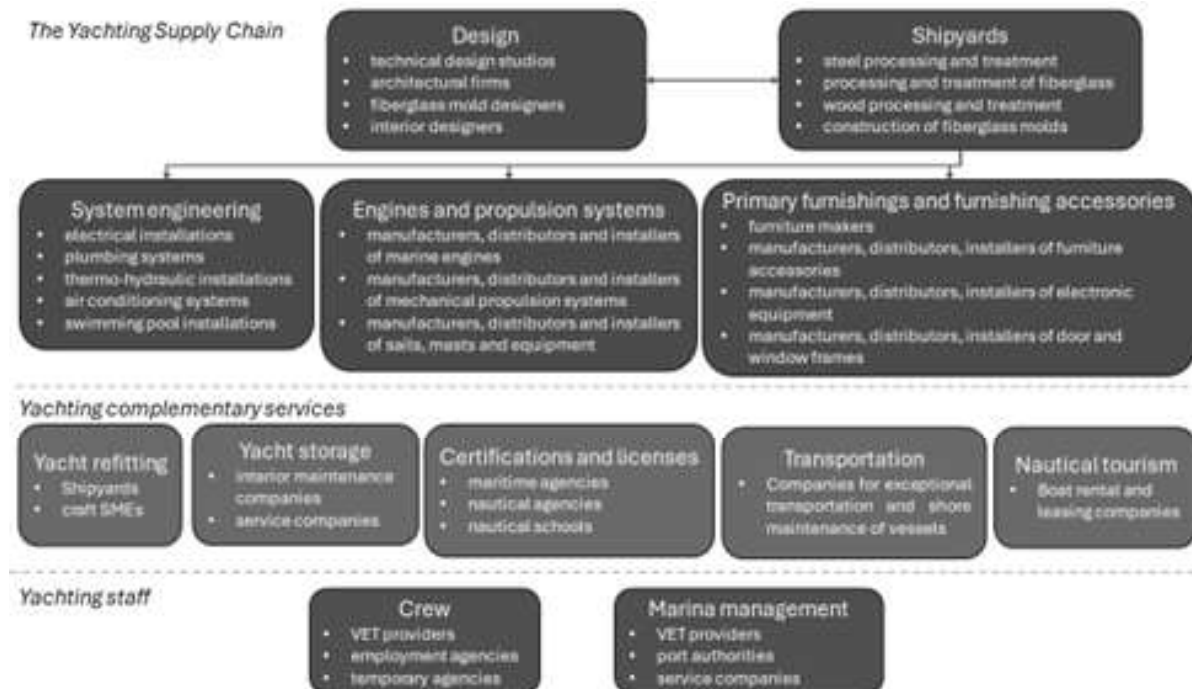 The Yachting Supply Chain
Design
• technical design studios
• architectural firms
• fiberglass mold designers
• interior designers
Shipyards
• steel processing and treatment
• processing and treatment of fiberglass
• wood processing and treatment
• construction of fiberglass molds
System engineering
• electrical installations
• plumbing systems
• thermo-hydraulic installations
• air conditioning systems
• swimming pool installations
Engines and propulsion systems
• manufacturers, distributors and installers
of marine engines
• manufacturers, distributors and installers
of mechanical propulsion systems
• manufacturers, distributors and installers
of sails, masts and equipment
Primary furnishings and furnishing accessories
• furniture makers
• manufacturers, distributors, installers of furniture
accessories
• manufacturers, distributors, installers of electronic
equipment
• manufacturers, distributors, installers of door and
window frames
Yachting complementary services
Yacht refitting
• Shipyards
• craft SMEs
Yacht storage
• interior maintenance
companies
• service companies
Certifications and licenses
• maritime agencies
• nautical agencies
• nautical schools
Transportation
• Companies for exceptional
transportation and shore
maintenance of vessels
Nautical tourism
• Boat rental and
leasing companies
Yachting staff
Crew
• VET providers
• employment agencies
• temporary agencies
Marina management
• VET providers
• port authorities
• service companies